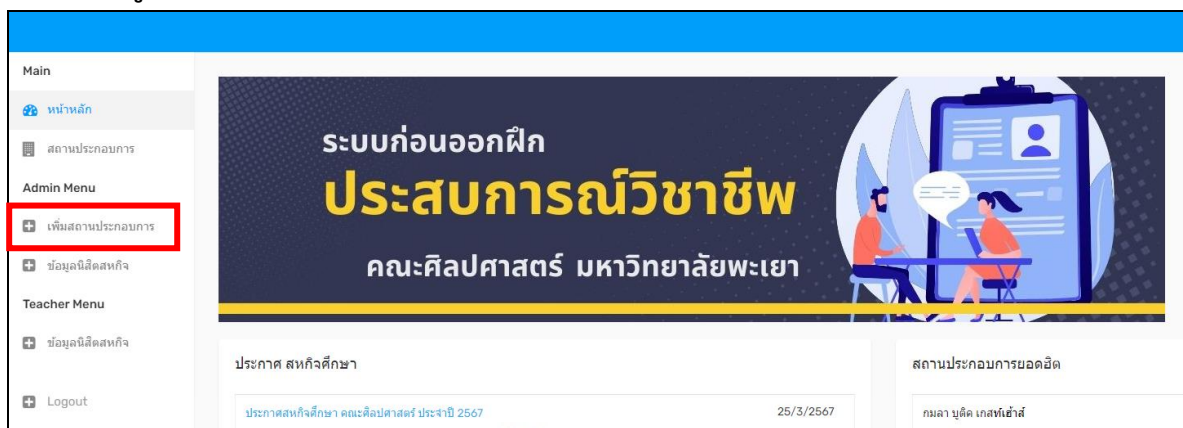 Main
หน้าหลัก
สถานประกอบการ
Admin Menu
เพิ่มสถานประกอบการ
ข้อมูลนิสิตสหกิจ
Teacher Menu
ข้อมูลนิสิตสหกิจ
Logout
ระบบก่อนออกฝึก
ประสบการณ์วิชาชีพ
คณะศิลปศาสตร์ มหาวิทยาลัยพะเยา
ประกาศ สหกิจศึกษา
ประกาศสหกิจศึกษา คณะศิลปศาสตร์ ประจำปี 2567 25/3/2567
สถานประกอบการยอดฮิต
กมลา บูติค เกสท์เฮ้าส์